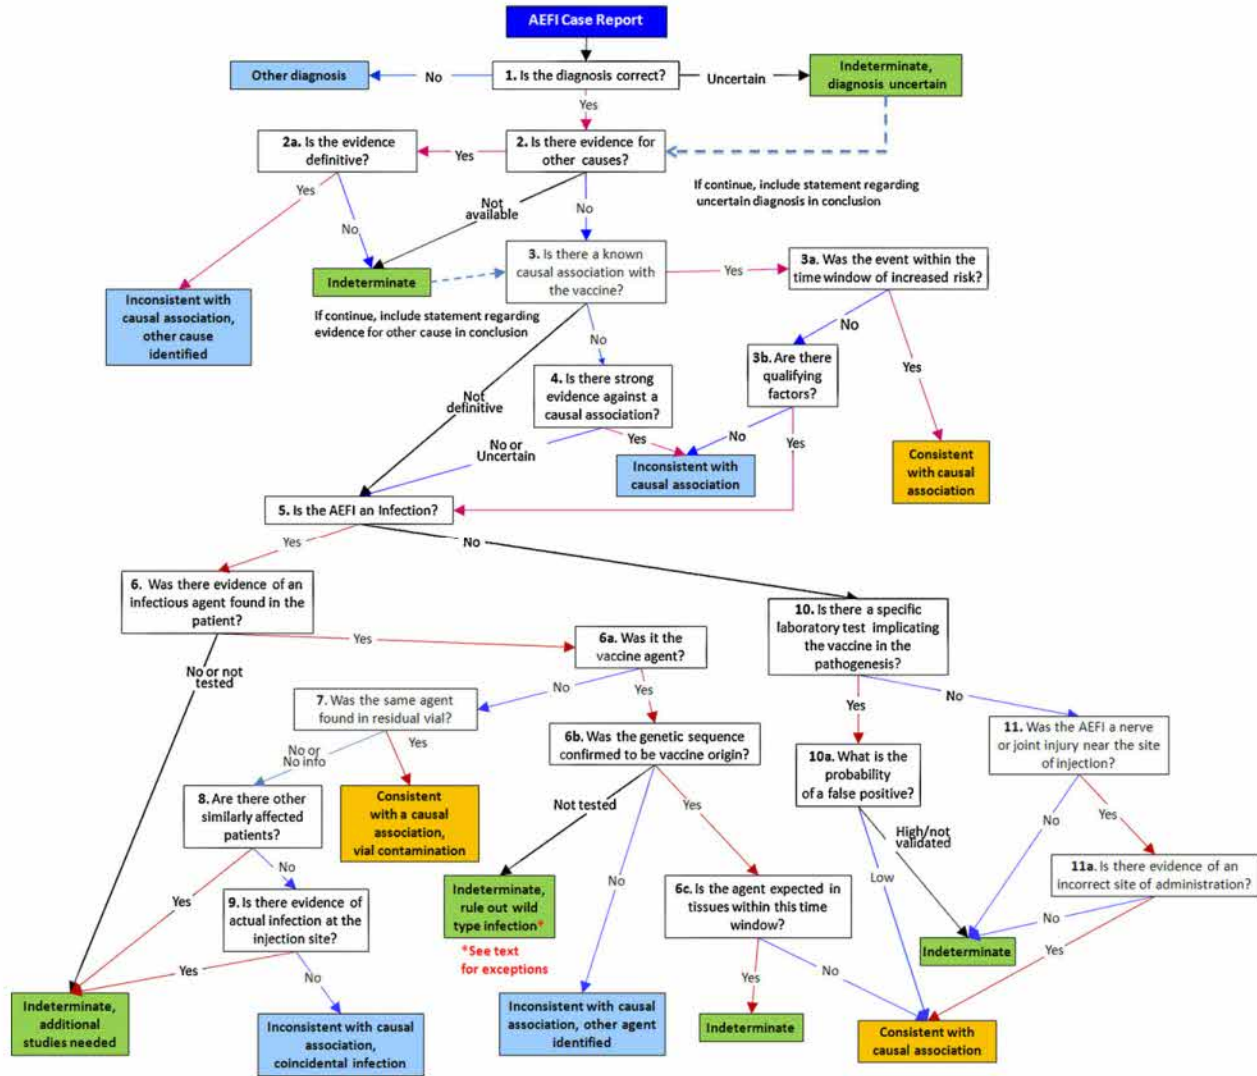 AEFI Case Report
Other diagnosis
No
1. Is the diagnosis correct?
Uncertain
Indeterminate,
diagnosis uncertain
Yes
2a. Is the evidence
definitive?
Yes
2. Is there evidence for
other causes?
If continue, include statement regarding
uncertain diagnosis in conclusion
Yes
No
Not
available
No
Inconsistent with
causal association,
other cause
identified
Indeterminate
If continue, include statement regarding
evidence for other cause in conclusion
3. Is there a known
causal association with
the vaccine?
Yes
3a. Was the event within the
time window of increased risk?
No
Yes
Not
definitive
No
4. Is there strong
evidence against a
causal association?
3b. Are there
qualifying
factors?
No or
Uncertain
Yes
No
Yes
Inconsistent with
causal association
Consistent
with causal
association
5. Is the AEFI an Infection?
Yes
No
6. Was there evidence of an
infectious agent found in the
patient?
Yes
No or not
tested
6a. Was it the
vaccine agent?
No
Yes
10. Is there a specific
laboratory test implicating
the vaccine in the
pathogenesis?
Yes
No
7. Was the same agent
found in residual vial?
No or
No info
Yes
6b. Was the genetic sequence
confirmed to be vaccine origin?
10a. What is the
probability
of a false positive?
11. Was the AEFI a nerve
or joint injury near the site
of injection?
8. Are there other
similarly affected
patients?
Consistent
with a causal
association,
vial contamination
Not tested
Yes
No
High/not
validated
Low
No
Yes
Yes
No
9. Is there evidence of
actual infection at the
injection site?
Indeterminate,
rule out wild
type infection*
*See text
for exceptions
6c. Is the agent expected in
tissues within this time
window?
11a. Is there evidence of an
incorrect site of administration?
No
Yes
Indeterminate
Yes
No
Yes
No
Indeterminate,
additional
studies needed
Inconsistent with causal
association,
coincidental infection
Inconsistent with causal
association, other agent
identified
Indeterminate
Consistent with
causal association